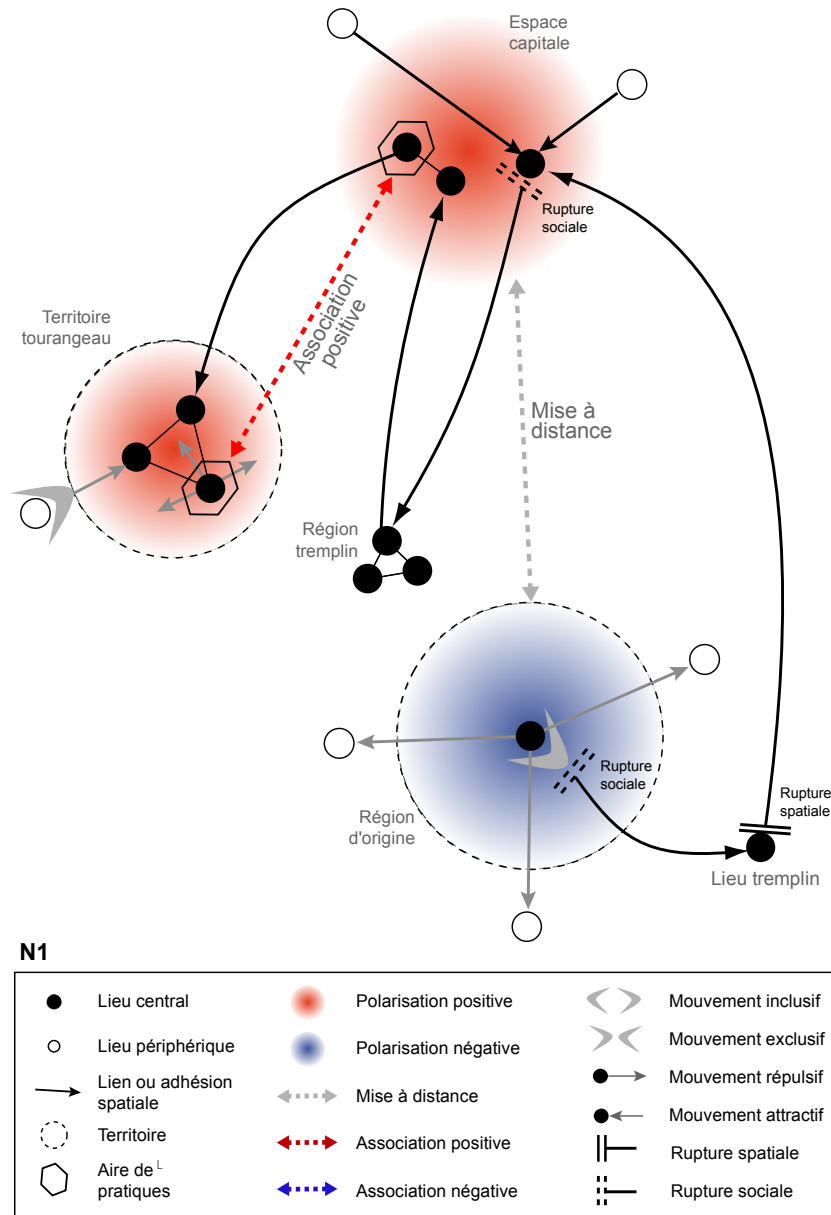 Espace
capitale
Rupture
sociale
Association
positive
Territoire
tourangeau
Mise à
distance
Région
tremplin
Rupture
sociale
Région
d'origine
Rupture
spatiale
Lieu tremplin
N1
Lieu central
Lieu périphérique
Lien ou adhésion
spatiale
Territoire
Aire de└
pratiques
Polarisation positive
Polarisation négative
Mise à distance
Association positive
Association négative
Mouvement inclusif
Mouvement exclusif
Mouvement répulsif
Mouvement attractif
Rupture spatiale
Rupture sociale